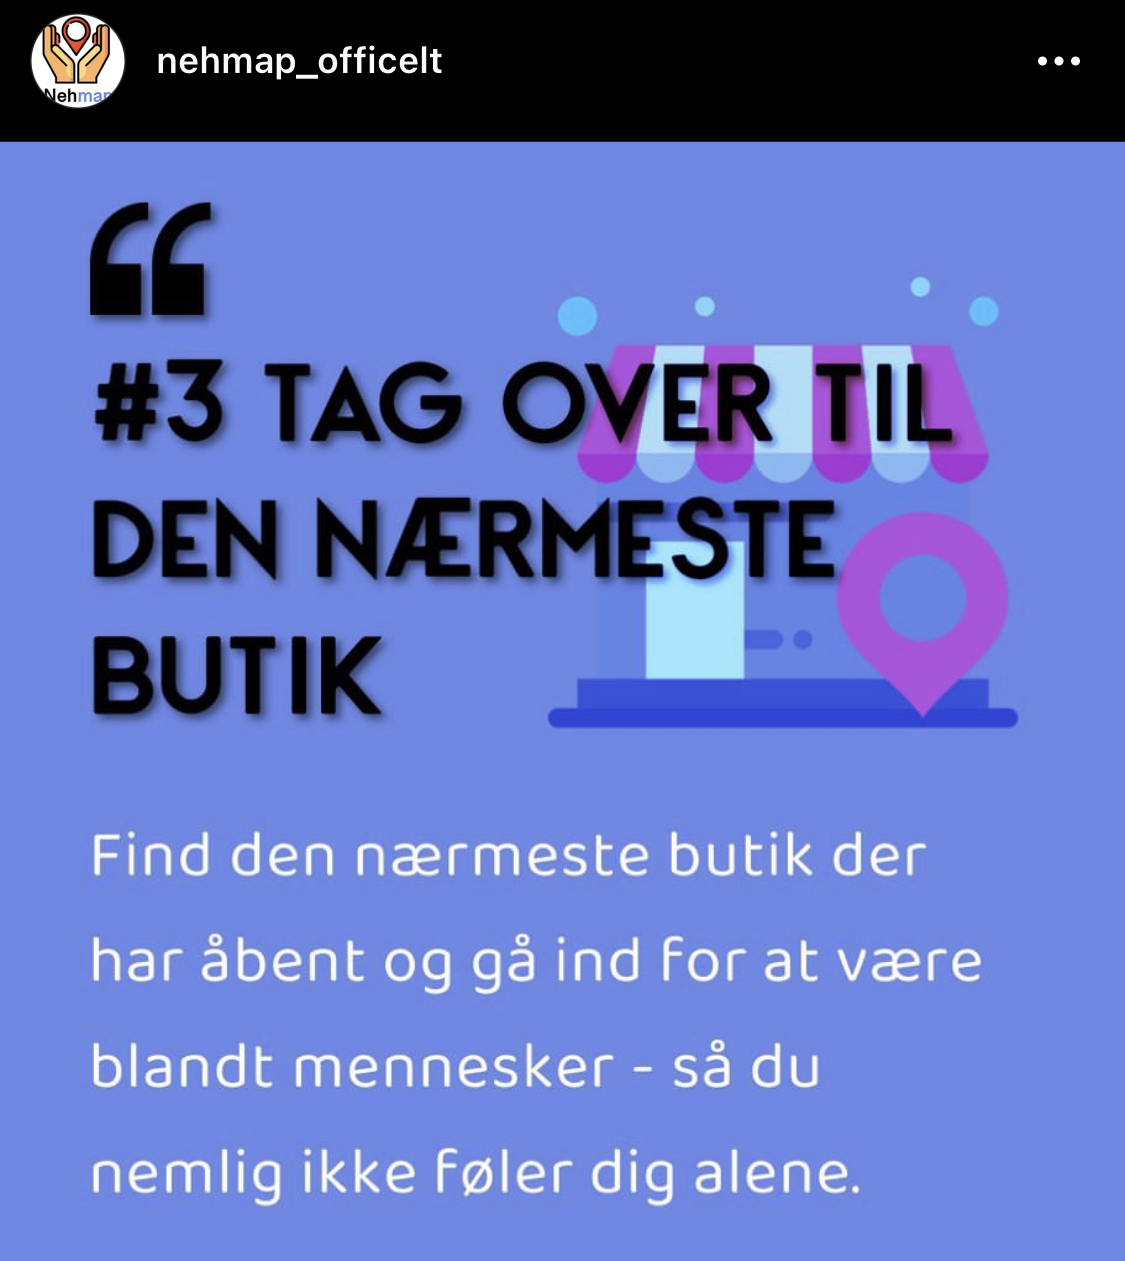 Nehmap
nehmap_officelt
“
#3 TAG OVER TIL
DEN NÆRMESTE
BUTIK
Find den nærmeste butik der
har åbent og gå ind for at være
blandt mennesker - så du
nemlig ikke føler dig alene.